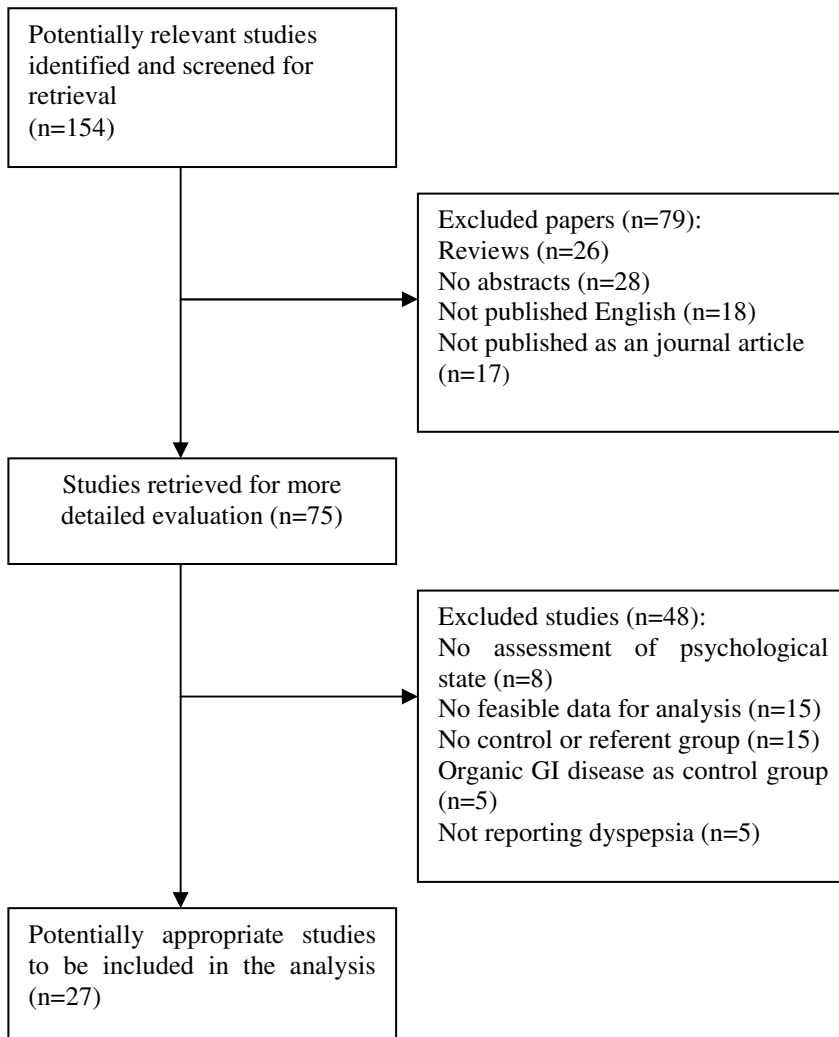 Potentially relevant studies
identified and screened for
retrieval
(n=154)
Excluded papers (n=79):
Reviews (n=26)
No abstracts (n=28)
Not published English (n=18)
Not published as an journal article
(n=17)
Studies retrieved for more
detailed evaluation (n=75)
Excluded studies (n=48):
No assessment of psychological
state (n=8)
No feasible data for analysis (n=15)
No control or referent group (n=15)
Organic GI disease as control group
(n=5)
Not reporting dyspepsia (n=5)
Potentially appropriate studies
to be included in the analysis
(n=27)